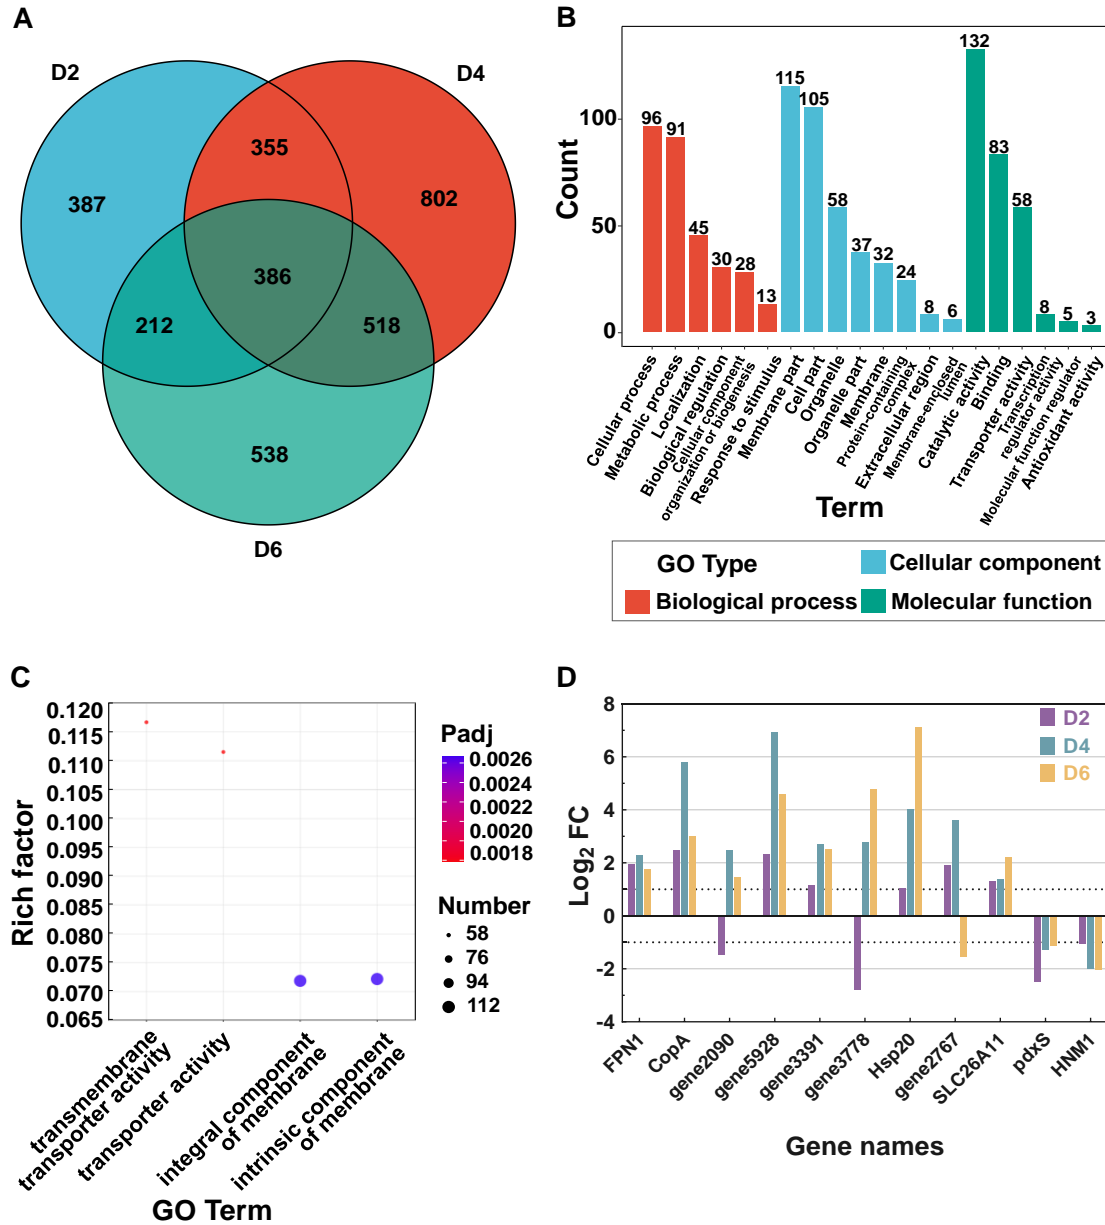 A
D2
D4
D6
387
355
802
386
212
518
538
B
Count
100
50
0
96
91
45
30
28
13
115
105
58
37
32
24
8
6
132
83
58
8
5
3
Cellular process
Metabolic process
Localization
Biological regulation
Cellular component
organization or biogenesis
Response to stimulus
Membrane part
Cell part
Organelle
Organelle part
Membrane
Protein-containing
complex
Extracellular region
Membrane-enclosed
lumen
Catalytic activity
Binding
Transporter activity
Transcription
regulator activity
Molecular function regulator
Antioxidant activity
Term
GO Type
Cellular component
Biological process
Molecular function
C
Rich factor
0.120
0.115
0.110
0.105
0.100
0.095
0.090
0.085
0.080
0.075
0.070
0.065
transmembrane
transporter activity
transporter activity
integral component
of membrane
intrinsic component
of membrane
GO Term
Padj
0.0026
0.0024
0.0022
0.0020
0.0018
Number
58
76
94
112
D
Log2 FC
8
6
4
2
0
-2
-4
D2
D4
D6
FPN1
CopA
gene2090
gene5928
gene3391
gene3778
Hsp20
gene2767
SLC26A11
pdxS
HNM1
Gene names